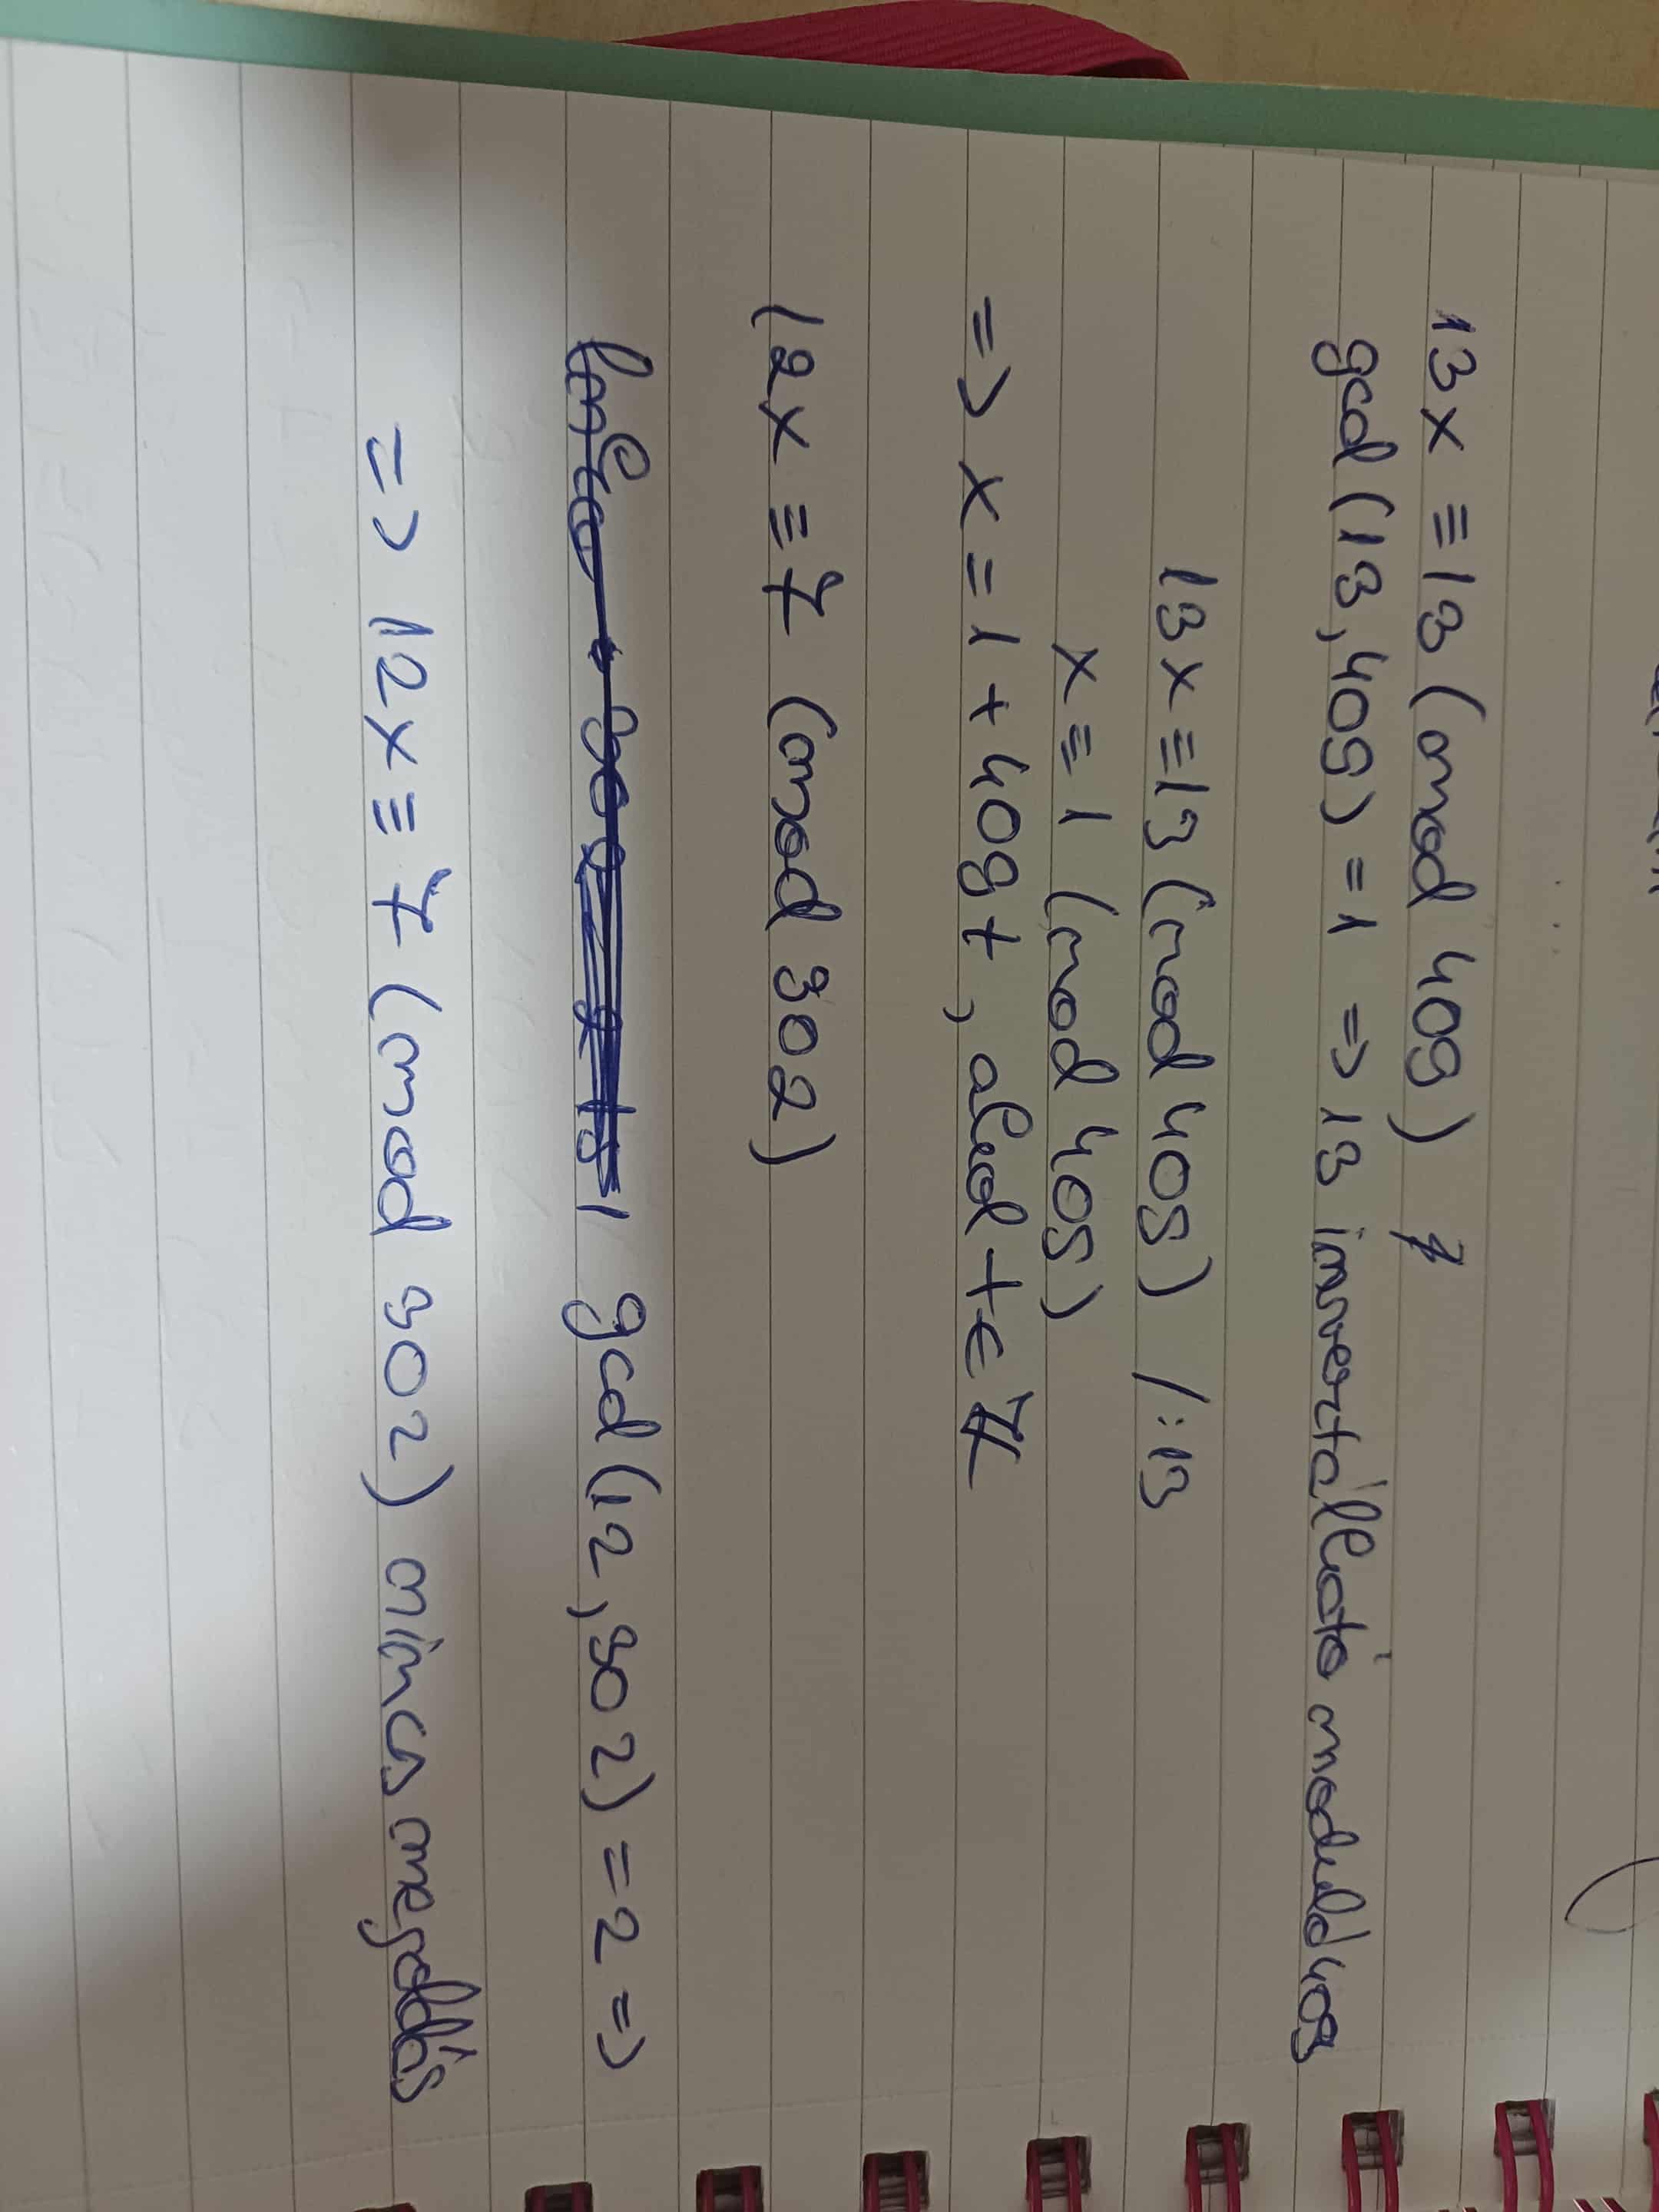 13x ≡ 13 (mod 409)
gcd (13, 409) = 1 => 13 invertálható moduló 409
13x ≡ 13 (mod 409) /:13
x ≡ 1 (mod 409)
=> x = 1 + 409t, ahol t ∈ ℤ
12x ≡ 7 (mod 302)
gcd (12, 302) = 2 =>
=> 12x ≡ 7 (mod 302) nincs megoldás